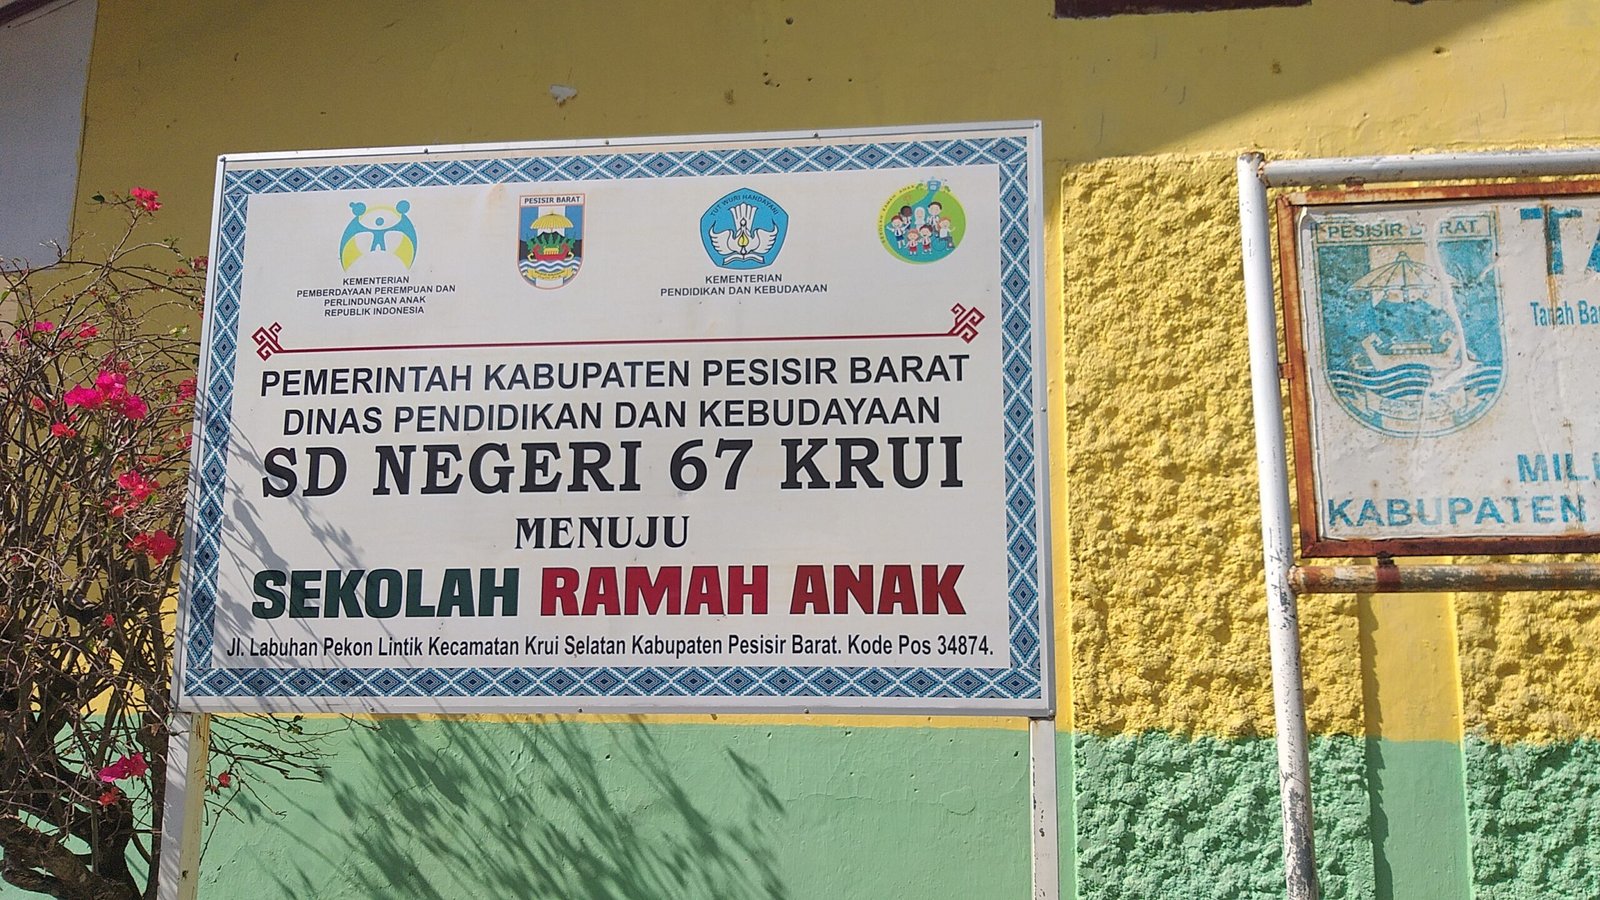 PESISIR BARAT
TUT WURI HANDAYANI
KEMENTERIAN
PEMBERDAYAAN PEREMPUAN DAN
PERLINDUNGAN ANAK
REPUBLIK INDONESIA
KEMENTERIAN
PENDIDIKAN DAN KEBUDAYAAN
PEMERINTAH KABUPATEN PESISIR BARAT
DINAS PENDIDIKAN DAN KEBUDAYAAN
SD NEGERI 67 KRUI
MENUJU
SEKOLAH RAMAH ANAK
Jl. Labuhan Pekon Lintik Kecamatan Krui Selatan Kabupaten Pesisir Barat. Kode Pos 34874.
PESISIR BARAT
Tanah
KABUPATEN